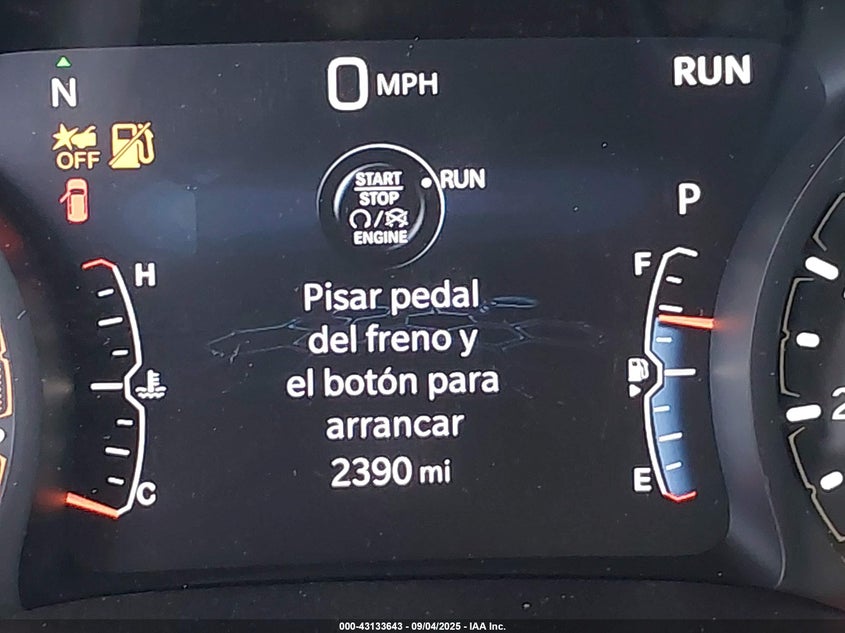 N
0 MPH
RUN
OFF
START
STOP
RUN
ENGINE
P
H
F
Pisar pedal
del freno y
el botón para
arrancar
2390 mi
C
E
2
000-43133643 - 09/04/2025 - IAA Inc.